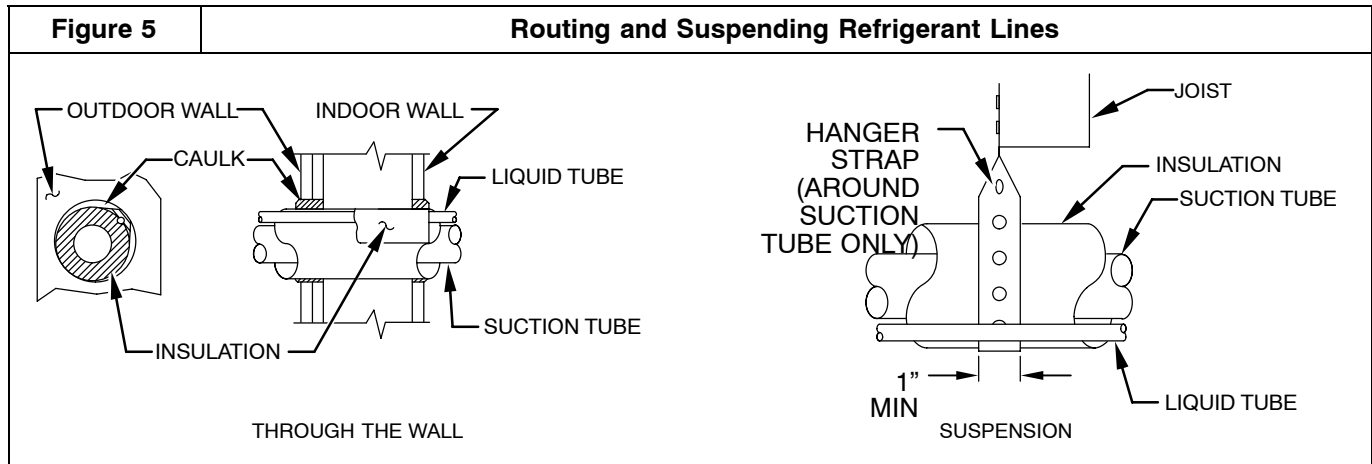 Figure 5
Routing and Suspending Refrigerant Lines
OUTDOOR WALL
INDOOR WALL
CAULK
LIQUID TUBE
SUCTION TUBE
INSULATION
THROUGH THE WALL
JOIST
HANGER
STRAP
(AROUND
SUCTION
TUBE ONLY)
INSULATION
SUCTION TUBE
1”
MIN
LIQUID TUBE
SUSPENSION